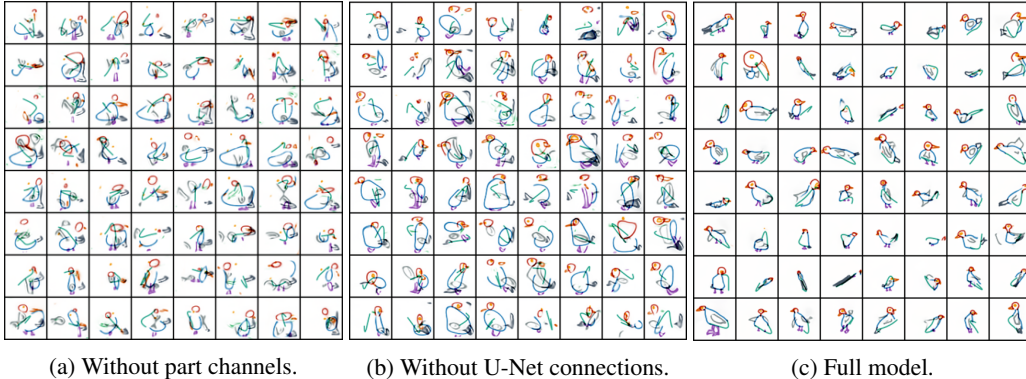 (a) Without part channels.
(b) Without U-Net connections.
(c) Full model.